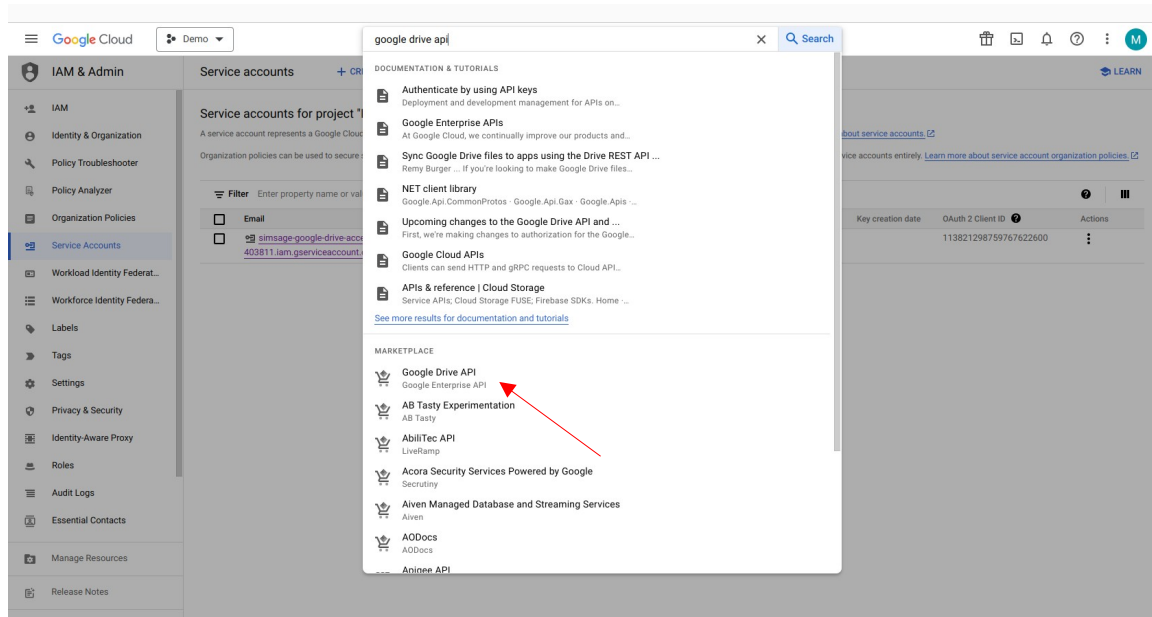 Google Cloud
Demo
google drive api
Search
M
IAM & Admin
Service accounts
+ CR
LEARN
IAM
Identity & Organization
Policy Troubleshooter
Policy Analyzer
Organization Policies
Service Accounts
Workload Identity Federat...
Workforce Identity Federa...
Labels
Tags
Settings
Privacy & Security
Identity-Aware Proxy
Roles
Audit Logs
Essential Contacts
Manage Resources
Release Notes
Service accounts for project "
A service account represents a Google Cloud
bout service accounts.
Organization policies can be used to secure
vice accounts entirely. Learn more about service account organization policies.
Filter Enter property name or val
Email
Key creation date
OAuth 2 Client ID
Actions
simsage-google-drive-acce
403811.iam.gserviceaccount.
113821298759767622600
DOCUMENTATION & TUTORIALS
Authenticate by using API keys
Deployment and development management for APIs on...
Google Enterprise APIs
At Google Cloud, we continually improve our products and...
Sync Google Drive files to apps using the Drive REST API ...
Remy Burger ... If you're looking to make Google Drive files...
NET client library
Google.Api.CommonProtos · Google.Api.Gax · Google.Apis ·...
Upcoming changes to the Google Drive API and ...
First, we're making changes to authorization for the Google...
Google Cloud APIs
Clients can send HTTP and gRPC requests to Cloud API...
APIs & reference | Cloud Storage
Service APIs; Cloud Storage FUSE; Firebase SDKs. Home ·...
See more results for documentation and tutorials
MARKETPLACE
Google Drive API
Google Enterprise API
AB Tasty Experimentation
AB Tasty
AbiliTec API
LiveRamp
Acora Security Services Powered by Google
Secrutiny
Aiven Managed Database and Streaming Services
Aiven
AODocs
AODocs
Apigee API